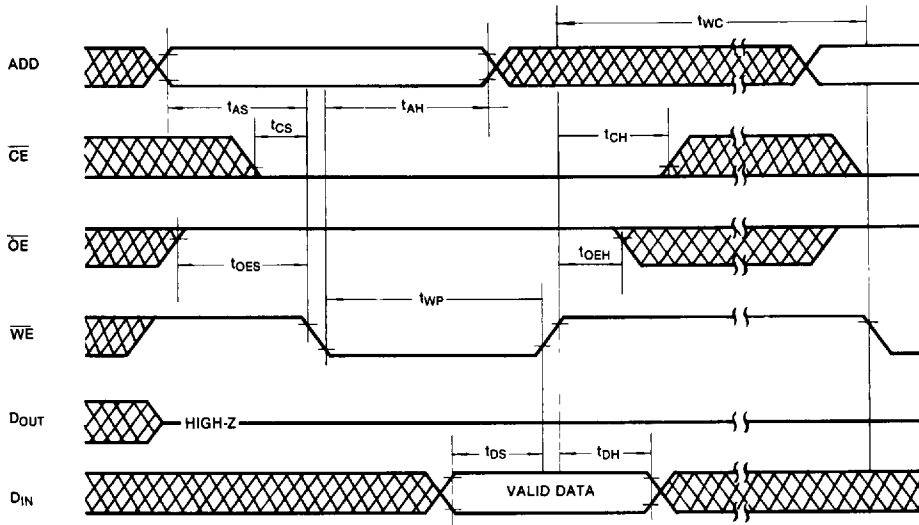 tWC
ADD
tAS
tAH
tCS
tCH
CE
OE
tOES
tOEH
tWP
WE
DOUT
HIGH-Z
tDS
tDH
DIN
VALID DATA